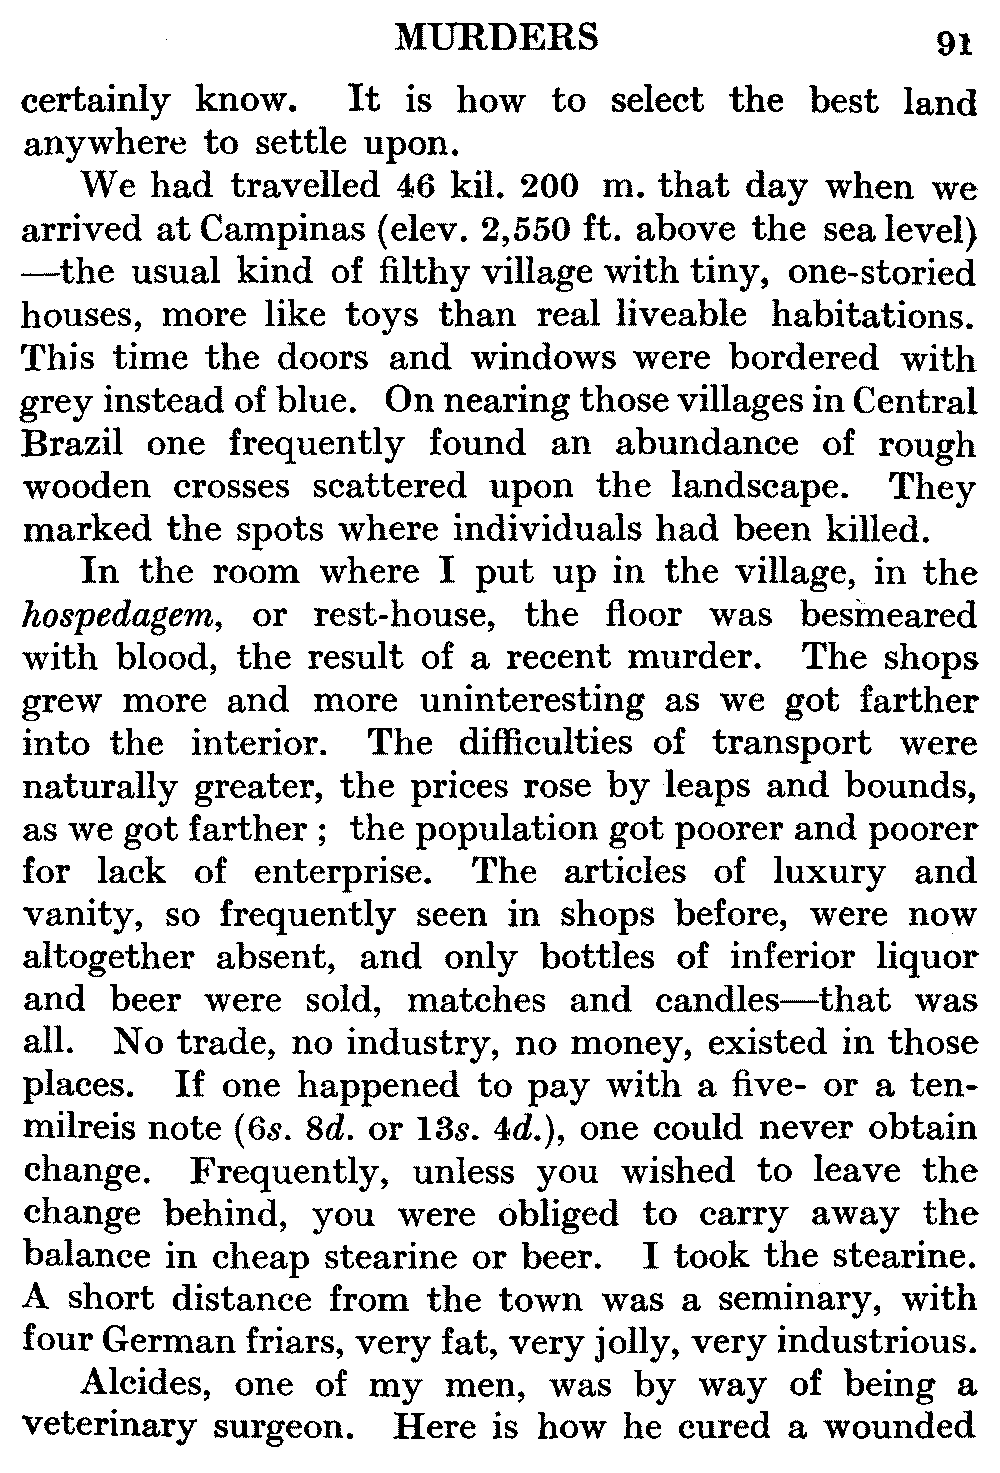 MURDERS 91
certainly know. It is how to select the best land
anywhere to settle upon.
We had travelled 46 kil. 200 m. that day when we
arrived at Campinas (elev. 2,550 ft. above the sea level)
—the usual kind of filthy village with tiny, one-storied
houses, more like toys than real liveable habitations.
This time the doors and windows were bordered with
grey instead of blue. On nearing those villages in Central
Brazil one frequently found an abundance of rough
wooden crosses scattered upon the landscape. They
marked the spots where individuals had been killed.
In the room where I put up in the village, in the
hospedagem, or rest-house, the floor was besmeared
with blood, the result of a recent murder. The shops
grew more and more uninteresting as we got farther
into the interior. The difficulties of transport were
naturally greater, the prices rose by leaps and bounds,
as we got farther ; the population got poorer and poorer
for lack of enterprise. The articles of luxury and
vanity, so frequently seen in shops before, were now
altogether absent, and only bottles of inferior liquor
and beer were sold, matches and candles—that was
all. No trade, no industry, no money, existed in those
places. If one happened to pay with a five- or a ten-
milreis note (6s. 8d. or 13s. 4d.), one could never obtain
change. Frequently, unless you wished to leave the
change behind, you were obliged to carry away the
balance in cheap stearine or beer. I took the stearine.
A short distance from the town was a seminary, with
four German friars, very fat, very jolly, very industrious.
Alcides, one of my men, was by way of being a
veterinary surgeon. Here is how he cured a wounded